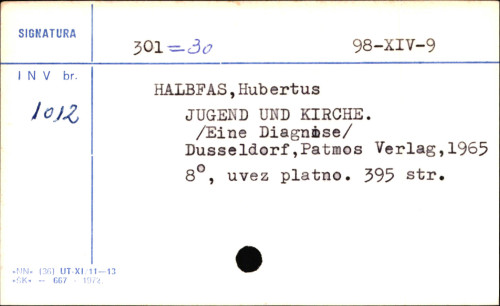 SIGNATURA
301=30 98-XIV-9
I N V br.
1012
HALBFAS,Hubertus
JUGEND UND KIRCHE.
/Eine Diagnose/
Dusseldorf,Patmos Verlag,1965
8°, uvez platno. 395 str.
«NN» (36) UT-XI/11—13
«SK» — 667 - 1972.